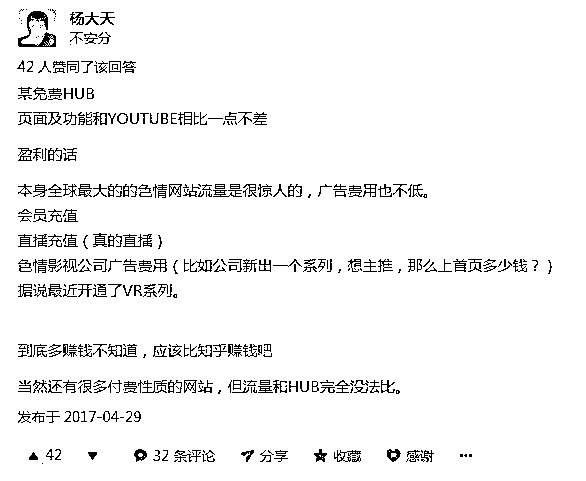 杨大天
不安分
42 人赞同了该回答
某免费HUB
页面及功能和YOUTUBE相比一点不差
盈利的话
本身全球最大的的色情网站流量是很惊人的，广告费用也不低。
会员充值
直播充值（真的直播）
色情影视公司广告费用（比如公司新出一个系列，想主推，那么上首页多少钱？）
据说最近开通了VR系列。
到底多赚钱不知道，应该比知乎赚钱吧
当然还有很多付费性质的网站，但流量和HUB完全没法比。
发布于 2017-04-29
42 32 条评论 分享 收藏 感谢 ···